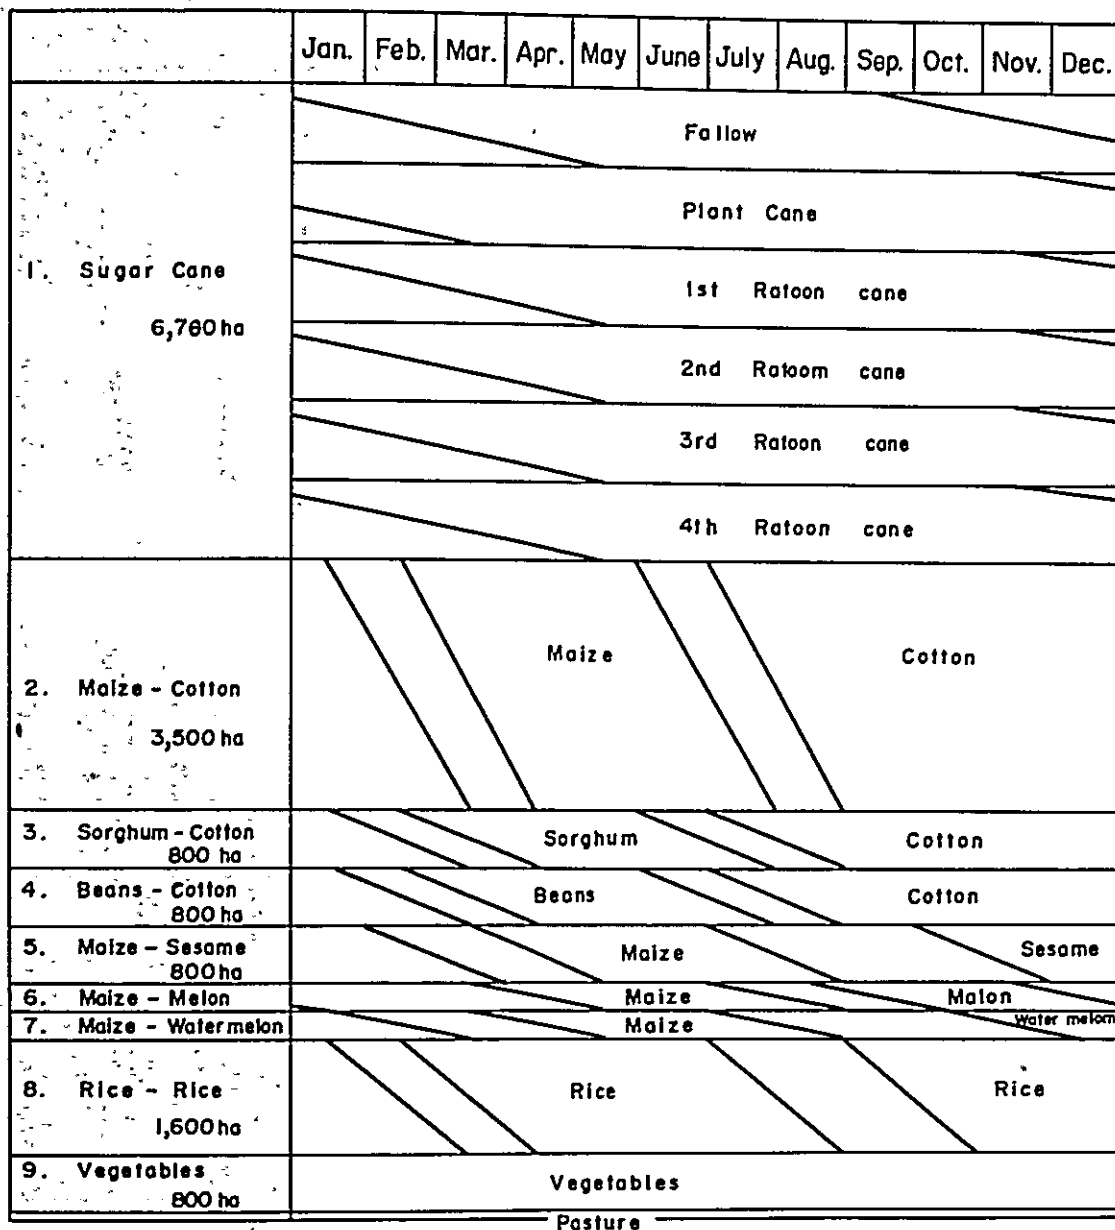 Jan. Feb. Mar. Apr. May June July Aug. Sep. Oct. Nov. Dec.
1. Sugar Cane
6,760 ha
Fallow
Plant Cane
1st Ratoon cane
2nd Ratoom cane
3rd Ratoon cane
4th Ratoon cane
2. Maize - Cotton
3,500 ha
Maize
Cotton
3. Sorghum - Cotton
800 ha
Sorghum
Cotton
4. Beans - Cotton
800 ha
Beans
Cotton
5. Maize - Sesame
800 ha
Maize
Sesame
6. Maize - Melon
Maize
Malon
7. Maize - Water melon
Maize
Water melom
8. Rice - Rice
1,600 ha
Rice
Rice
9. Vegetables
800 ha
Vegetables
Pasture